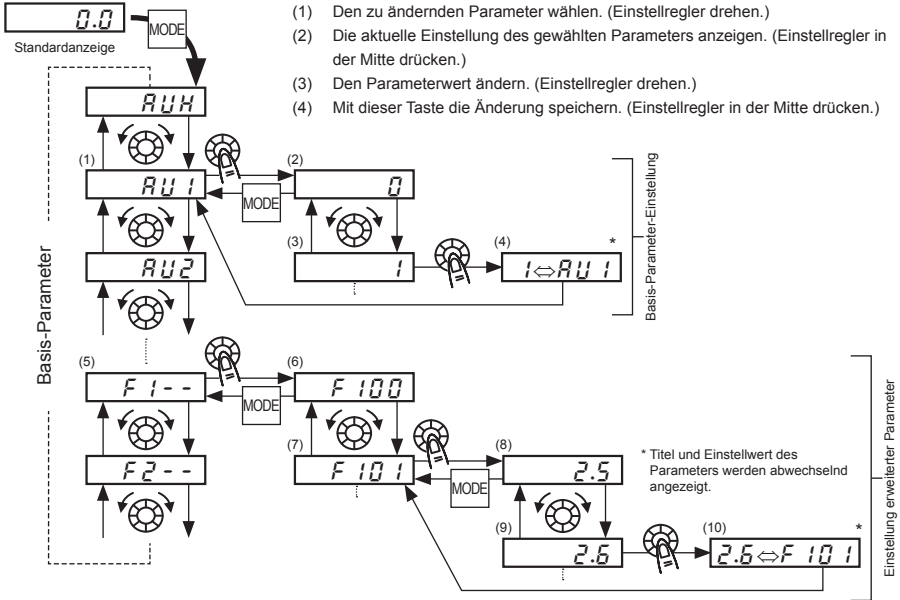 0.0
MODE
Standardanzeige
(1) Den zu ändernden Parameter wählen. (Einstellregler drehen.)
(2) Die aktuelle Einstellung des gewählten Parameters anzeigen. (Einstellregler in
der Mitte drücken.)
(3) Den Parameterwert ändern. (Einstellregler drehen.)
(4) Mit dieser Taste die Änderung speichern. (Einstellregler in der Mitte drücken.)
Basis-Parameter
AUH
(1)
AU1
MODE
(2)
0
(3)
1
(4)
*
1⇔AU1
AU2
Basis-Parameter-Einstellung
(5)
F1--
MODE
(6)
F100
(7)
F101
MODE
(8)
2.5
F2--
(9)
2.6
(10)
*
2.6⇔F101
* Titel und Einstellwert des
Parameters werden abwechselnd
angezeigt.
Einstellung erweiterter Parameter